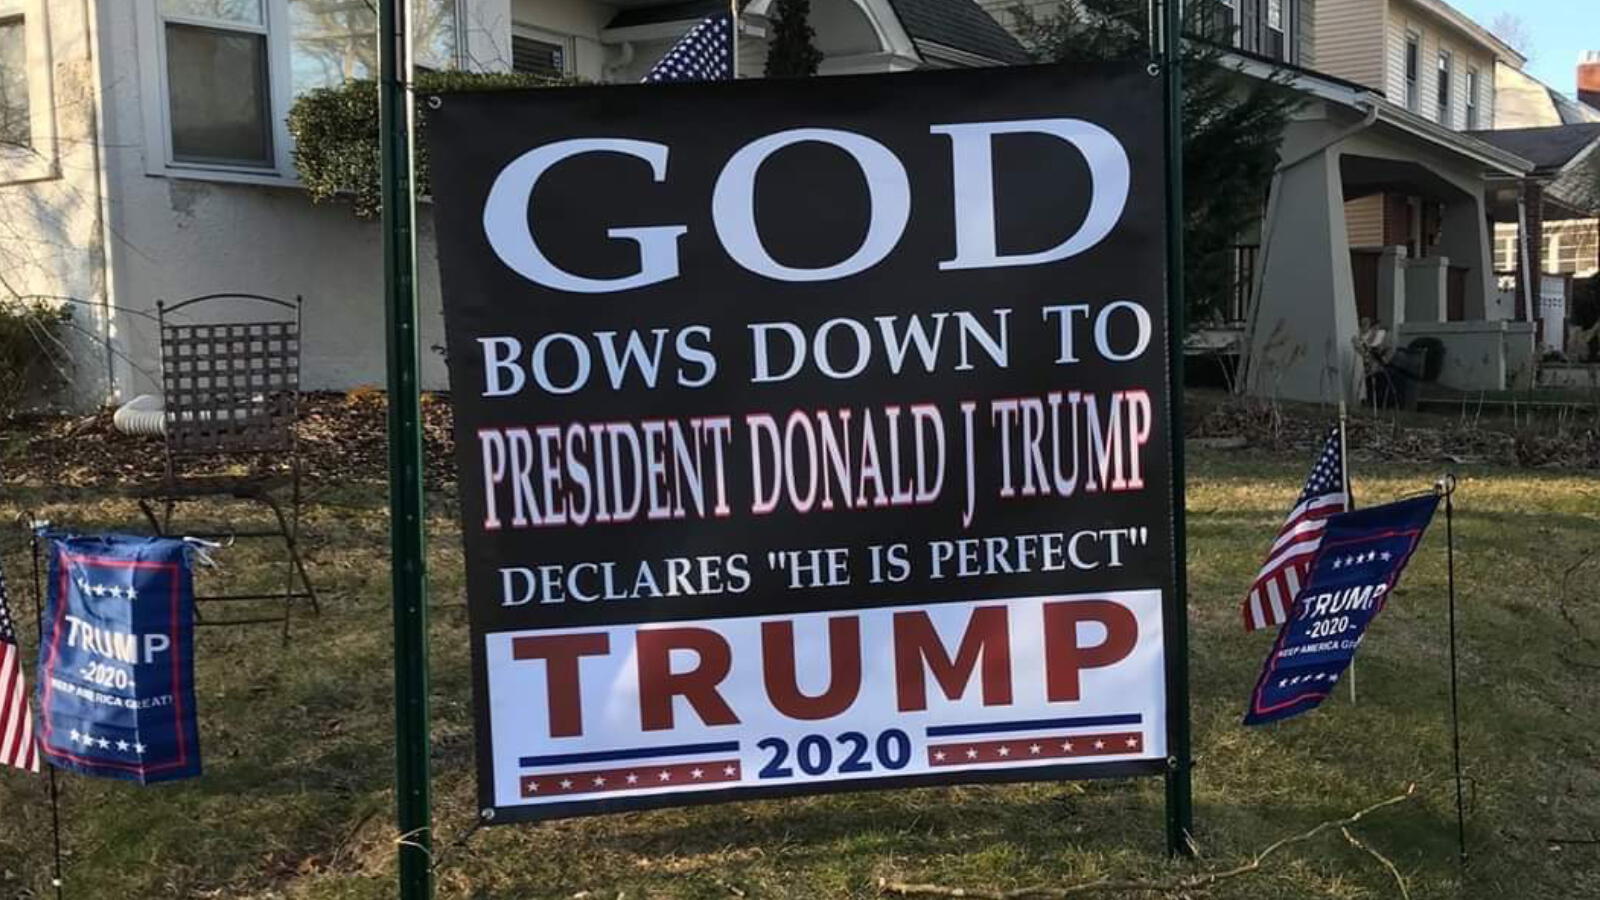 GOD
BOWS DOWN TO
PRESIDENT DONALD J TRUMP
DECLARES "HE IS PERFECT"
TRUMP
2020
TRUMP
-2020-
KEEP AMERICA GREAT!
TRUMP
-2020-
KEEP AMERICA